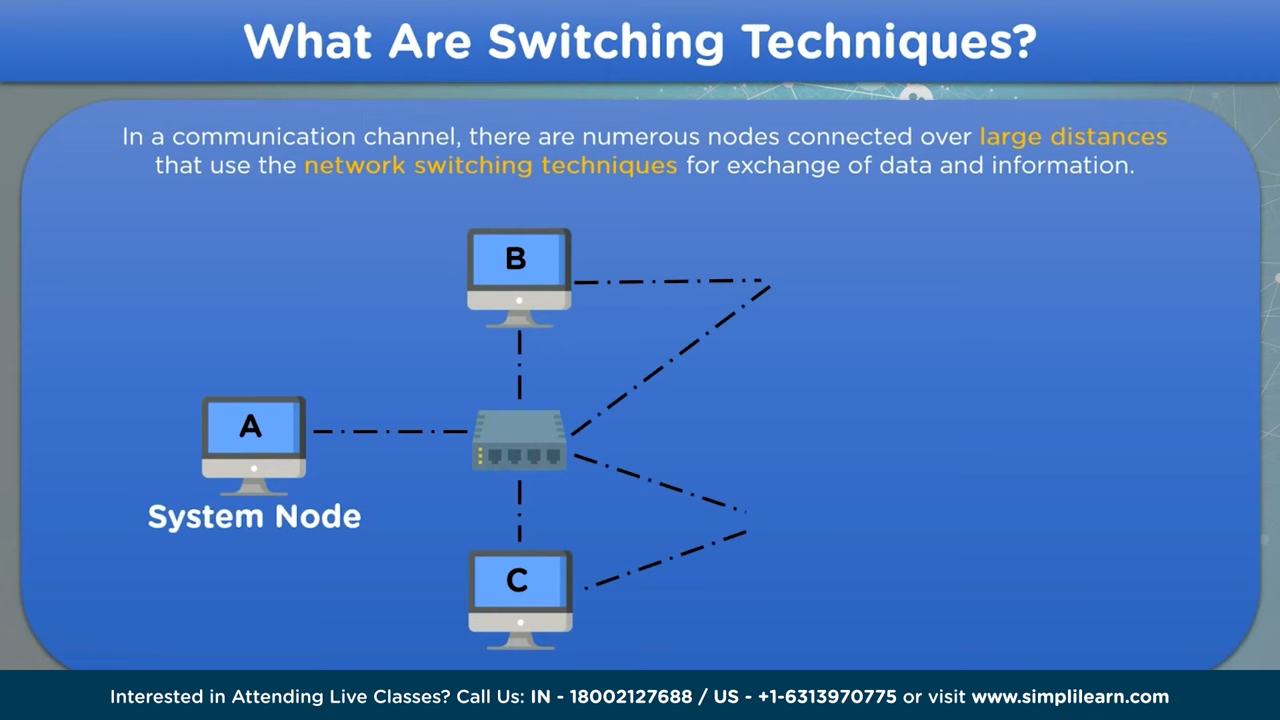 What Are Switching Techniques?
In a communication channel, there are numerous nodes connected over large distances
that use the network switching techniques for exchange of data and information.
B
A
System Node
C
Interested in Attending Live Classes? Call Us: IN - 18002127688 / US - +1-6313970775 or visit www.simplilearn.com